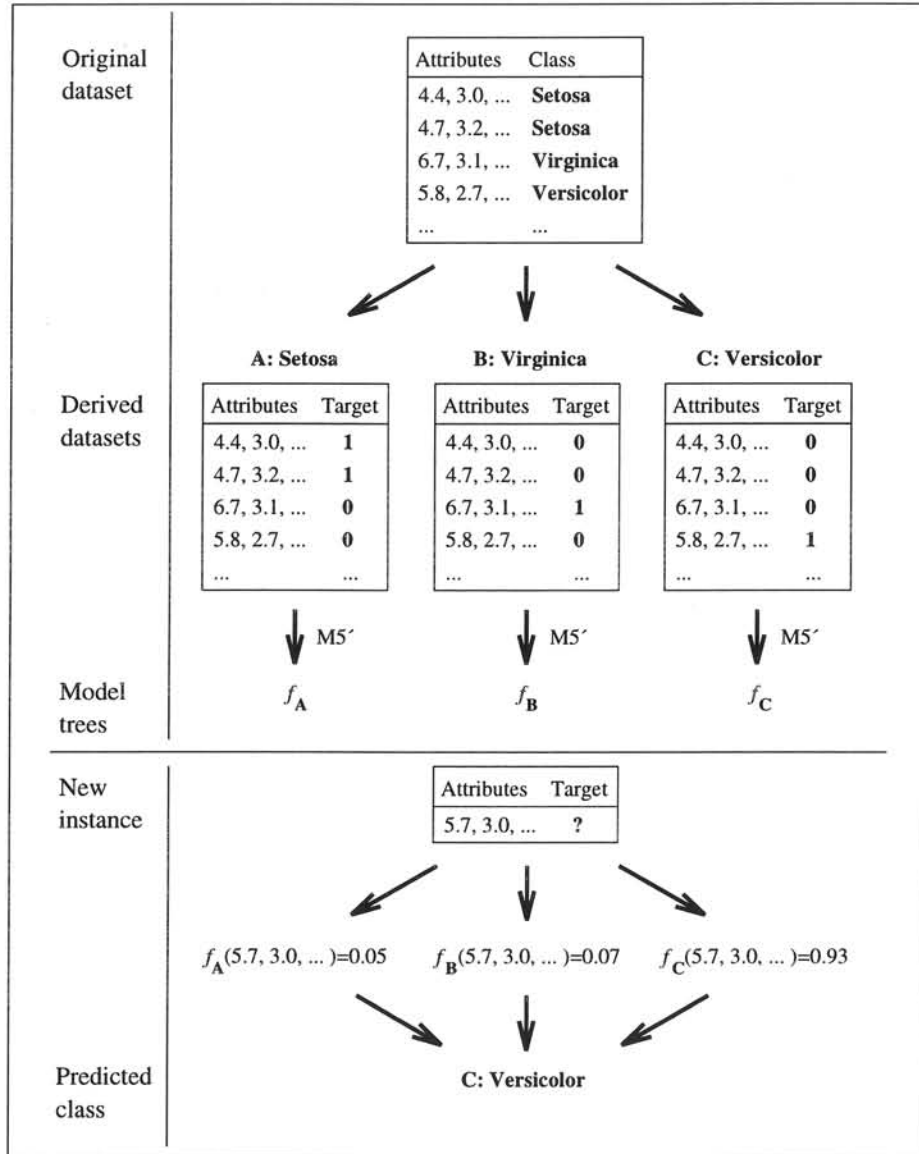 Original
dataset
Attributes Class
4.4, 3.0, ... Setosa
4.7, 3.2, ... Setosa
6.7, 3.1, ... Virginica
5.8, 2.7, ... Versicolor
... ...
A: Setosa B: Virginica C: Versicolor
Derived
datasets
Attributes Target
4.4, 3.0, ... 1
4.7, 3.2, ... 1
6.7, 3.1, ... 0
5.8, 2.7, ... 0
... ...
Attributes Target
4.4, 3.0, ... 0
4.7, 3.2, ... 0
6.7, 3.1, ... 1
5.8, 2.7, ... 0
... ...
Attributes Target
4.4, 3.0, ... 0
4.7, 3.2, ... 0
6.7, 3.1, ... 0
5.8, 2.7, ... 1
... ...
M5´ M5´ M5´
Model
trees
f_A f_B f_C
New
instance
Attributes Target
5.7, 3.0, ... ?
f_A(5.7, 3.0, ... )=0.05 f_B(5.7, 3.0, ... )=0.07 f_C(5.7, 3.0, ... )=0.93
Predicted
class
C: Versicolor